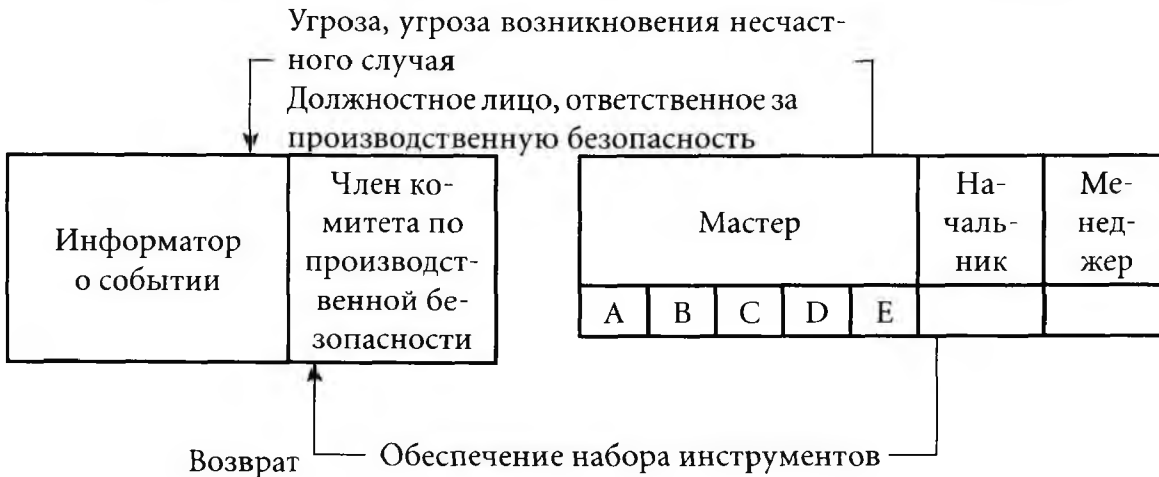 Угроза, угроза возникновения несчаст-
ного случая
Должностное лицо, ответственное за
производственную безопасность
Информатор
о событии
Член ко-
митета по
производст-
венной бе-
зопасности
Мастер
A B C D E
На-
чаль-
ник
Ме-
нед-
жер
Возврат
Обеспечение набора инструментов